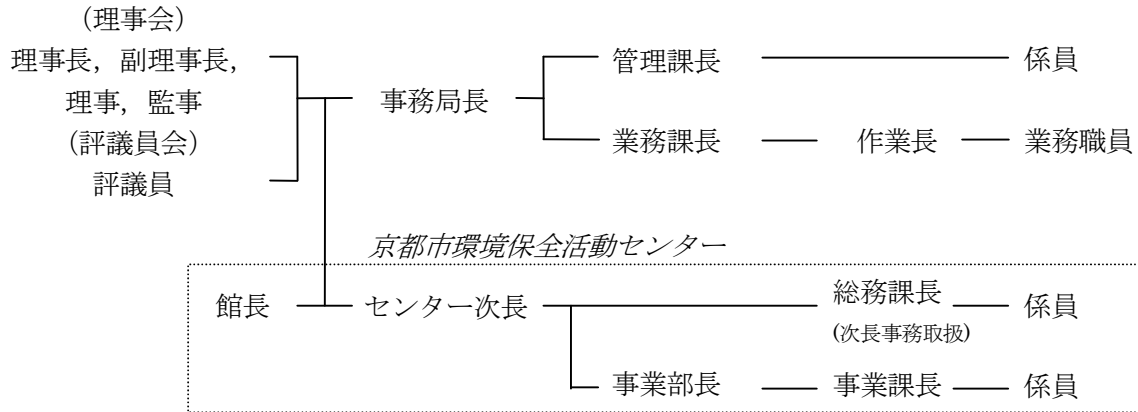 （理事会）
理事長，副理事長，
理事，監事
（評議員会）
評議員
事務局長
管理課長
係員
業務課長
作業長
業務職員
京都市環境保全活動センター
館長
センター次長
総務課長
(次長事務取扱)
係員
事業部長
事業課長
係員